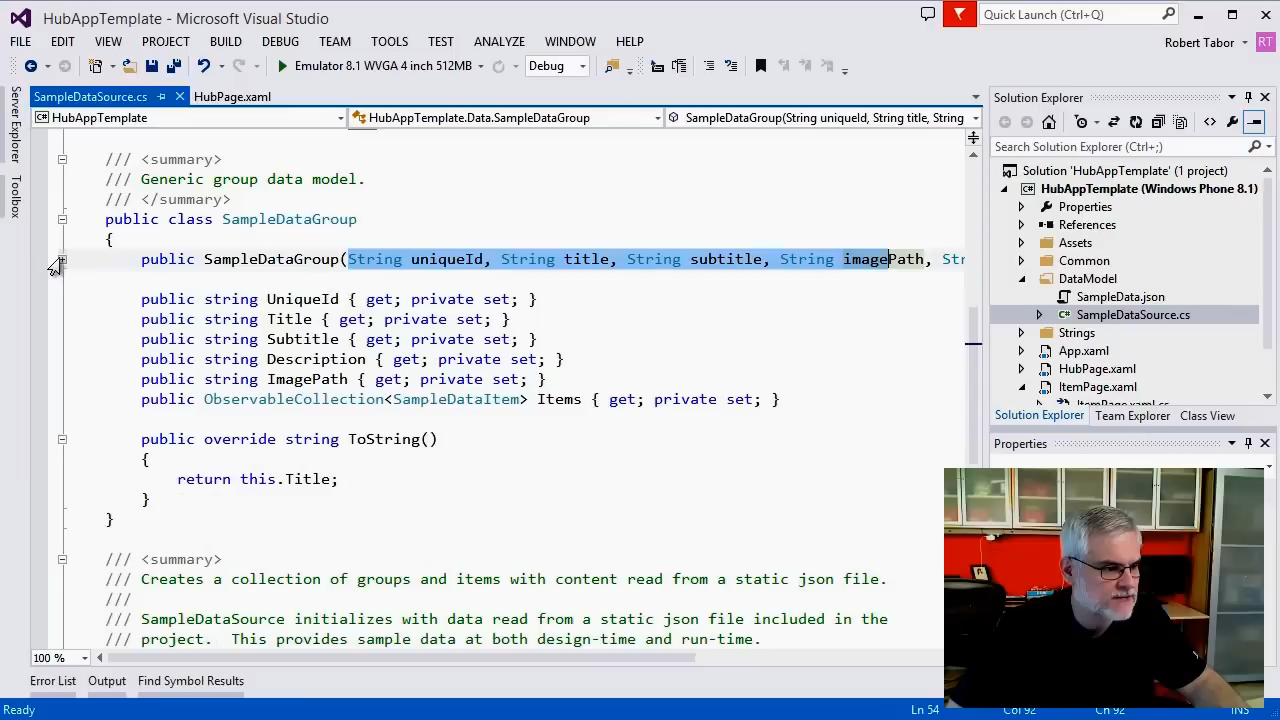 HubAppTemplate - Microsoft Visual Studio
Quick Launch (Ctrl+Q)
FILE EDIT VIEW PROJECT BUILD DEBUG TEAM TOOLS TEST ANALYZE WINDOW HELP
Robert Tabor RT
Emulator 8.1 WVGA 4 inch 512MB Debug
Server Explorer
Toolbox
SampleDataSource.cs HubPage.xaml
HubAppTemplate HubAppTemplate.Data.SampleDataGroup SampleDataGroup(String uniqueId, String title, String
/// <summary>
/// Generic group data model.
/// </summary>
public class SampleDataGroup
{
public SampleDataGroup(String uniqueId, String title, String subtitle, String imagePath, Str
public string UniqueId { get; private set; }
public string Title { get; private set; }
public string Subtitle { get; private set; }
public string Description { get; private set; }
public string ImagePath { get; private set; }
public ObservableCollection<SampleDataItem> Items { get; private set; }
public override string ToString()
{
return this.Title;
}
}
/// <summary>
/// Creates a collection of groups and items with content read from a static json file.
///
/// SampleDataSource initializes with data read from a static json file included in the
/// project.  This provides sample data at both design-time and run-time.
100 %
Error List Output Find Symbol Results
Ready Ln 54 Col 92 Ch 92 INS
Solution Explorer
Search Solution Explorer (Ctrl+;)
Solution 'HubAppTemplate' (1 project)
HubAppTemplate (Windows Phone 8.1)
Properties
References
Assets
Common
DataModel
SampleData.json
SampleDataSource.cs
Strings
App.xaml
HubPage.xaml
ItemPage.xaml
ItemPage.xaml.cs
Solution Explorer Team Explorer Class View
Properties